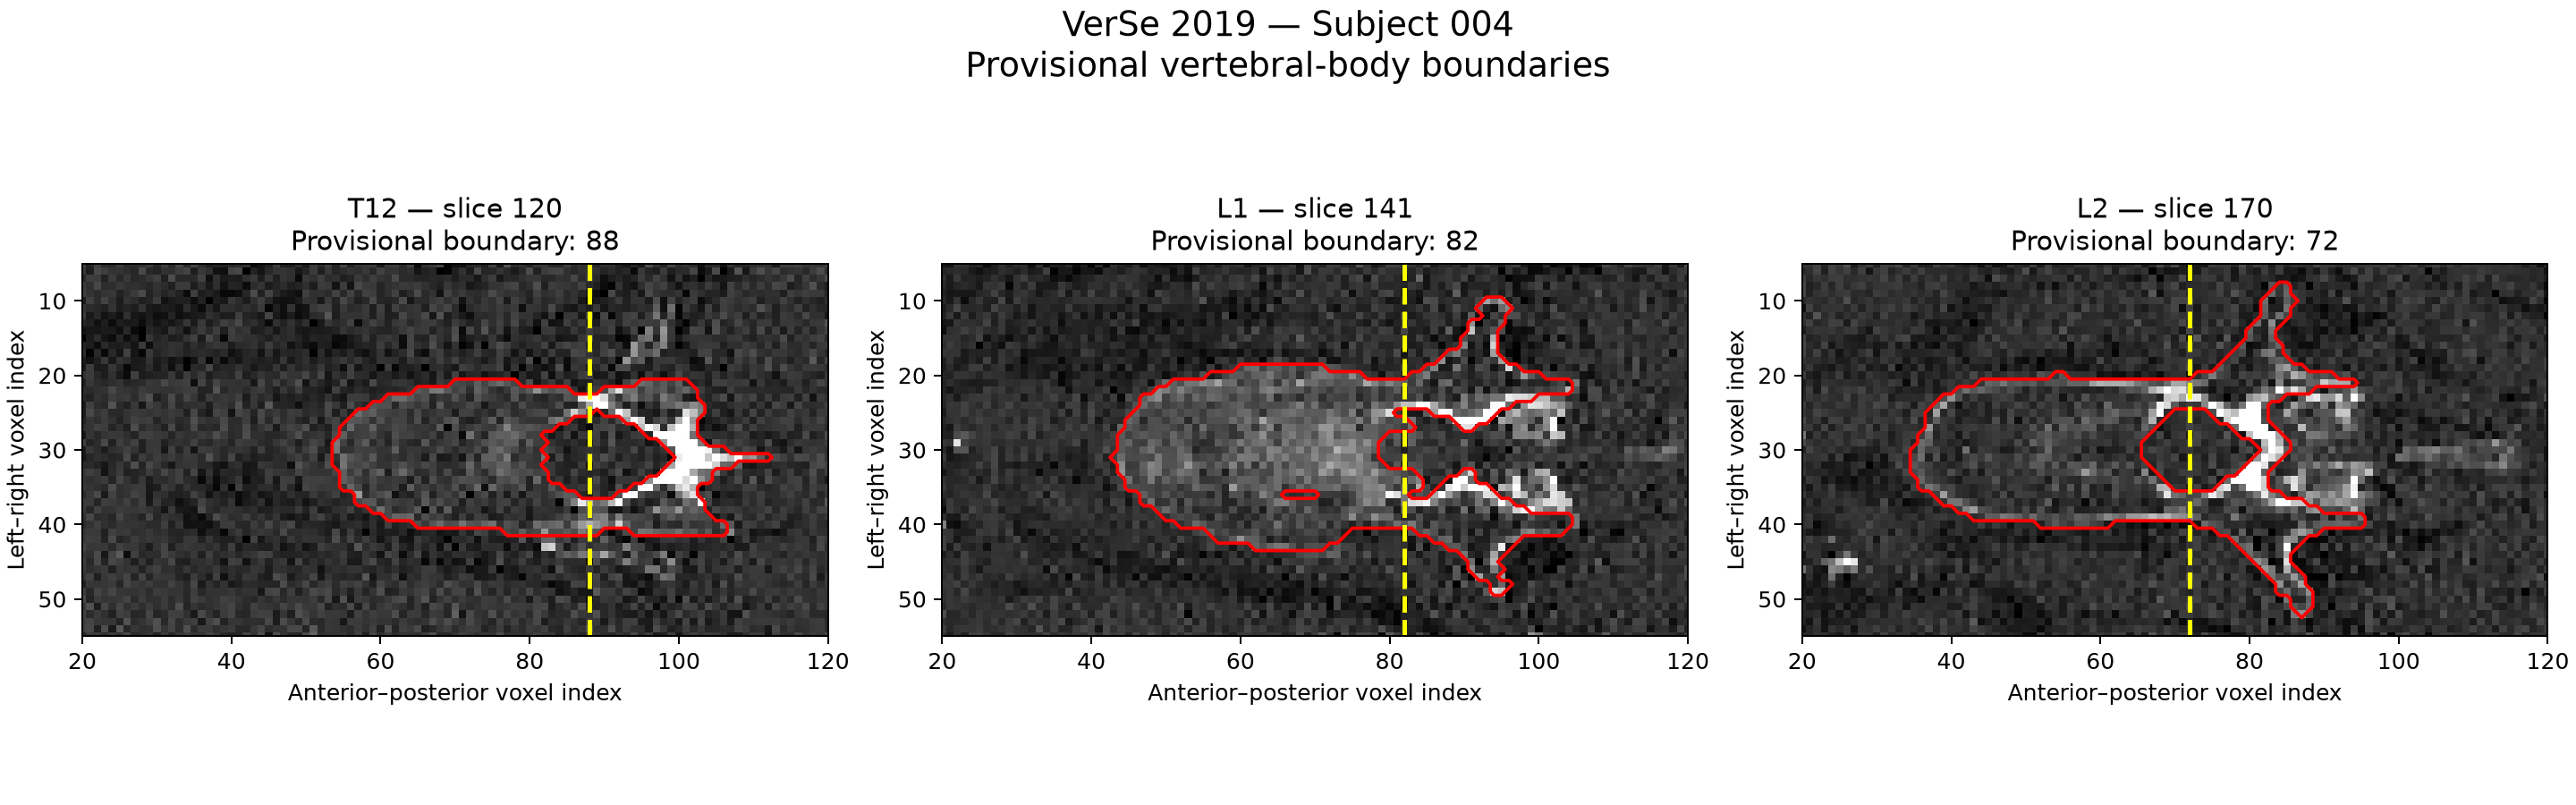 VerSe 2019 — Subject 004
Provisional vertebral-body boundaries
T12 — slice 120
Provisional boundary: 88
Left–right voxel index
10
20
30
40
50
20
40
60
80
100
120
Anterior–posterior voxel index
L1 — slice 141
Provisional boundary: 82
Left–right voxel index
10
20
30
40
50
20
40
60
80
100
120
Anterior–posterior voxel index
L2 — slice 170
Provisional boundary: 72
Left–right voxel index
10
20
30
40
50
20
40
60
80
100
120
Anterior–posterior voxel index